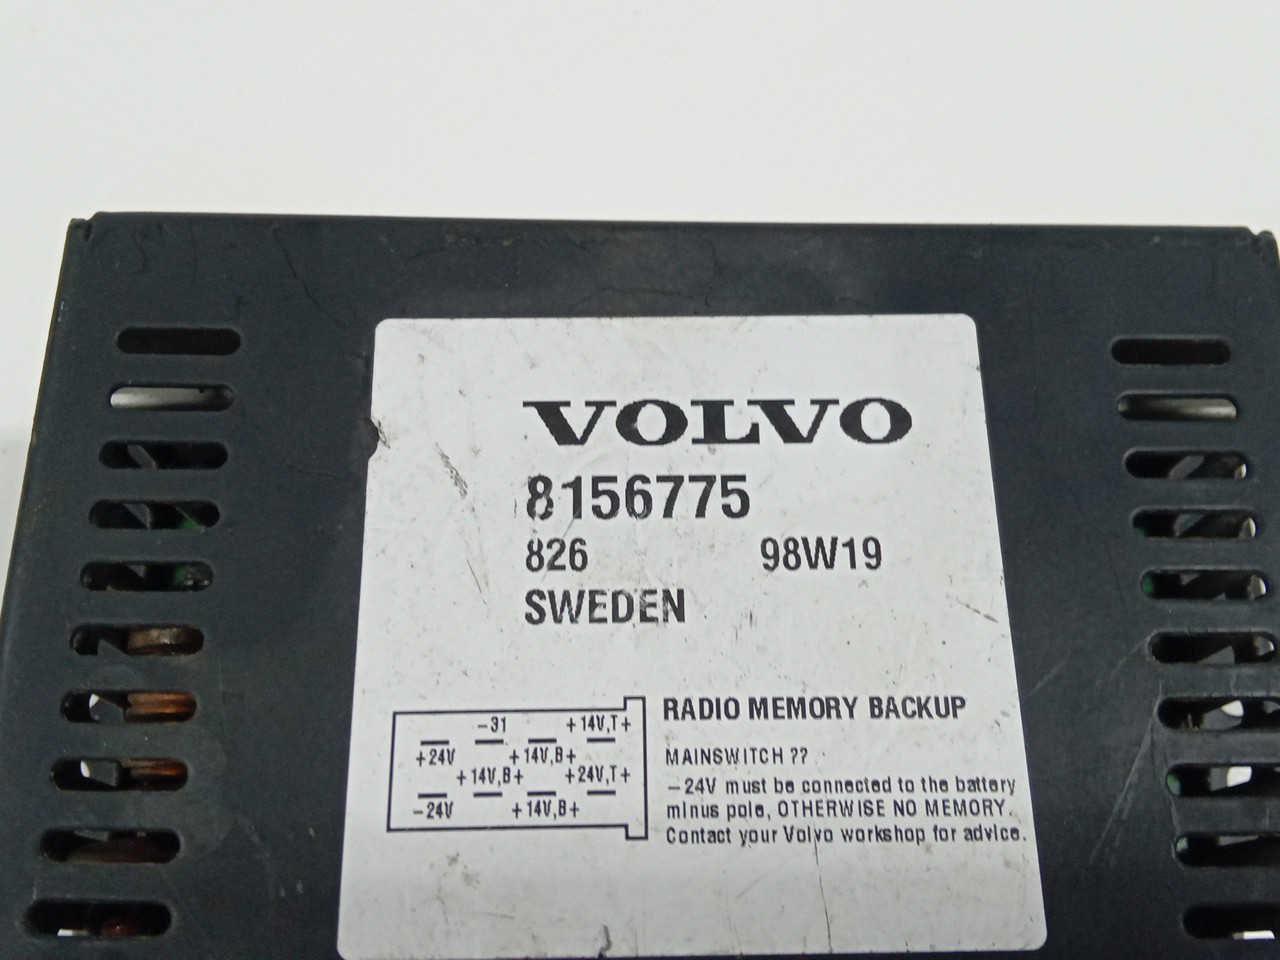 VOLVO
8156775
826 98W19
SWEDEN
-31 +14V,T+
+24V +14V,B+
+14V,B+ +24V,T+
-24V +14V,B+
RADIO MEMORY BACKUP
MAINSWITCH ??
-24V must be connected to the battery
minus pole, OTHERWISE NO MEMORY.
Contact your Volvo workshop for advice.